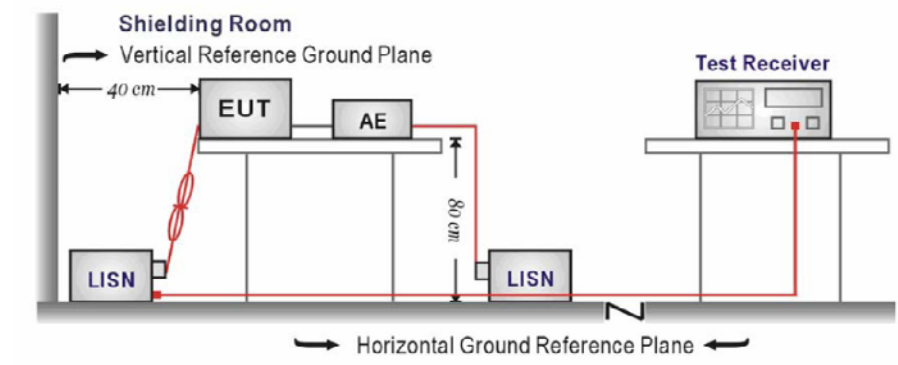 Shielding Room
Vertical Reference Ground Plane
Test Receiver
40 cm
EUT
AE
80 cm
LISN
LISN
Horizontal Ground Reference Plane